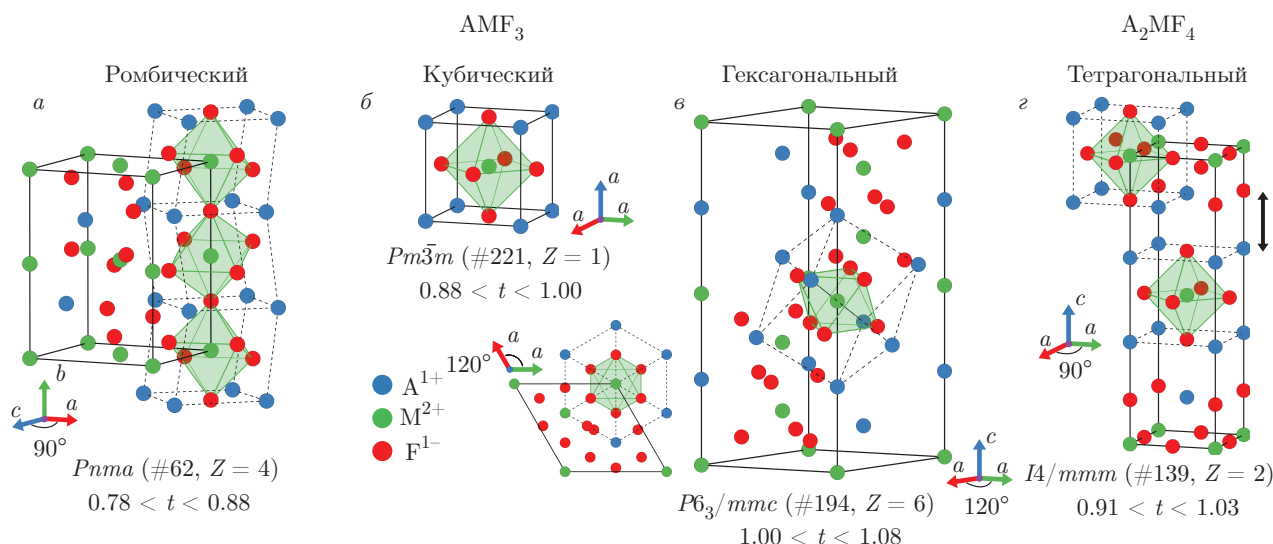 AMF₃
A₂MF₄
Ромбический
Кубический
Гексагональный
Тетрагональный
а
б
в
г
b
c
a
90°
Pnma (#62, Z = 4)
0.78 < t < 0.88
a
a
a
Pm3̄m (#221, Z = 1)
0.88 < t < 1.00
a
a
120°
A¹⁺
M²⁺
F¹⁻
c
a
a
120°
P6₃/mmc (#194, Z = 6)
1.00 < t < 1.08
c
a
a
90°
I4/mmm (#139, Z = 2)
0.91 < t < 1.03